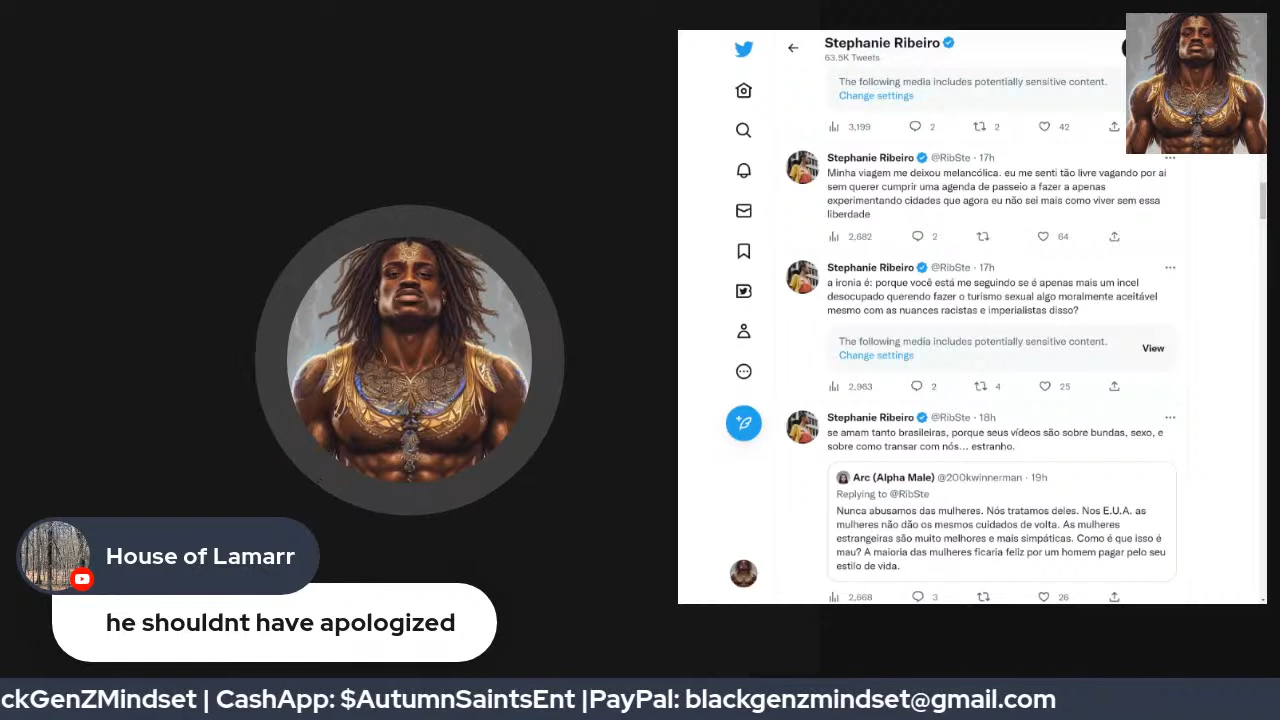 Stephanie Ribeiro
63.5K Tweets
The following media includes potentially sensitive content.
Change settings
3,199 2 2 42
Stephanie Ribeiro @RibSte · 17h
Minha viagem me deixou melancólica. eu me senti tão livre vagando por ai
sem querer cumprir uma agenda de passeio a fazer a apenas
experimentando cidades que agora eu não sei mais como viver sem essa
liberdade
2,682 2 64
Stephanie Ribeiro @RibSte · 17h
a ironia é: porque você está me seguindo se é apenas mais um incel
desocupado querendo fazer o turismo sexual algo moralmente aceitável
mesmo com as nuances racistas e imperialistas disso?
The following media includes potentially sensitive content.
Change settings
View
2,963 2 4 25
Stephanie Ribeiro @RibSte · 18h
se amam tanto brasileiras, porque seus vídeos são sobre bundas, sexo, e
sobre como transar com nós... estranho.
Arc (Alpha Male) @200kwinnerman · 19h
Replying to @RibSte
Nunca abusamos das mulheres. Nós tratamos deles. Nos E.U.A. as
mulheres não dão os mesmos cuidados de volta. As mulheres
estrangeiras são muito melhores e mais simpáticas. Como é que isso é
mau? A maioria das mulheres ficaria feliz por um homem pagar pelo seu
estilo de vida.
2,668 3 26
House of Lamarr
he shouldnt have apologized
ckGenZMindset | CashApp: $AutumnSaintsEnt |PayPal: blackgenzmindset@gmail.com